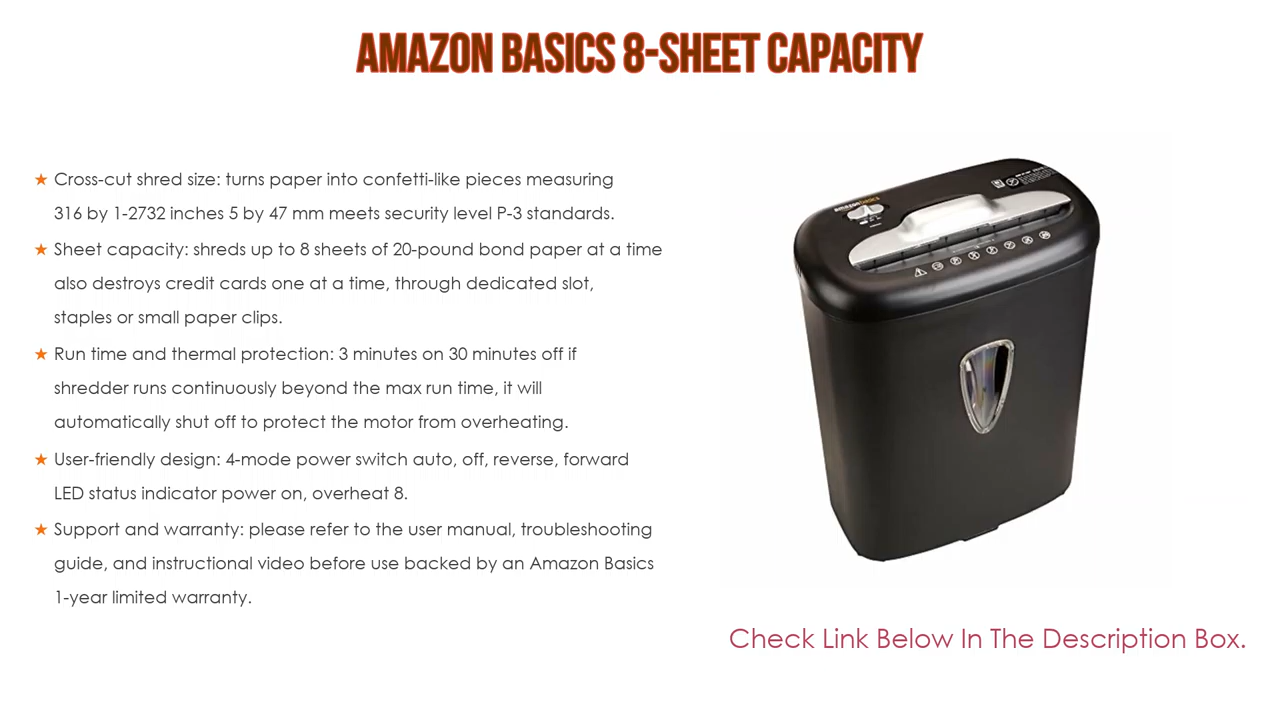 AMAZON BASICS 8-SHEET CAPACITY
★ Cross-cut shred size: turns paper into confetti-like pieces measuring
316 by 1-2732 inches 5 by 47 mm meets security level P-3 standards.
★ Sheet capacity: shreds up to 8 sheets of 20-pound bond paper at a time
also destroys credit cards one at a time, through dedicated slot,
staples or small paper clips.
★ Run time and thermal protection: 3 minutes on 30 minutes off if
shredder runs continuously beyond the max run time, it will
automatically shut off to protect the motor from overheating.
★ User-friendly design: 4-mode power switch auto, off, reverse, forward
LED status indicator power on, overheat 8.
★ Support and warranty: please refer to the user manual, troubleshooting
guide, and instructional video before use backed by an Amazon Basics
1-year limited warranty.
amazonbasics
Check Link Below In The Description Box.